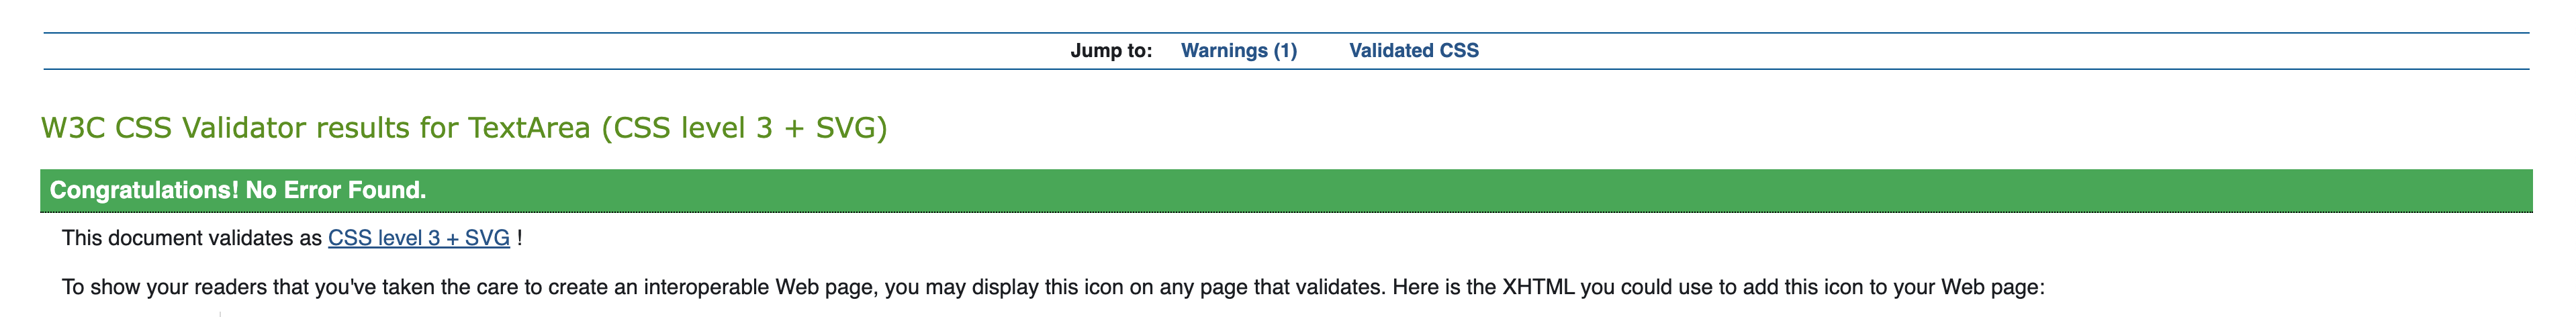 Jump to: Warnings (1) Validated CSS
W3C CSS Validator results for TextArea (CSS level 3 + SVG)
Congratulations! No Error Found.
This document validates as CSS level 3 + SVG !
To show your readers that you've taken the care to create an interoperable Web page, you may display this icon on any page that validates. Here is the XHTML you could use to add this icon to your Web page: